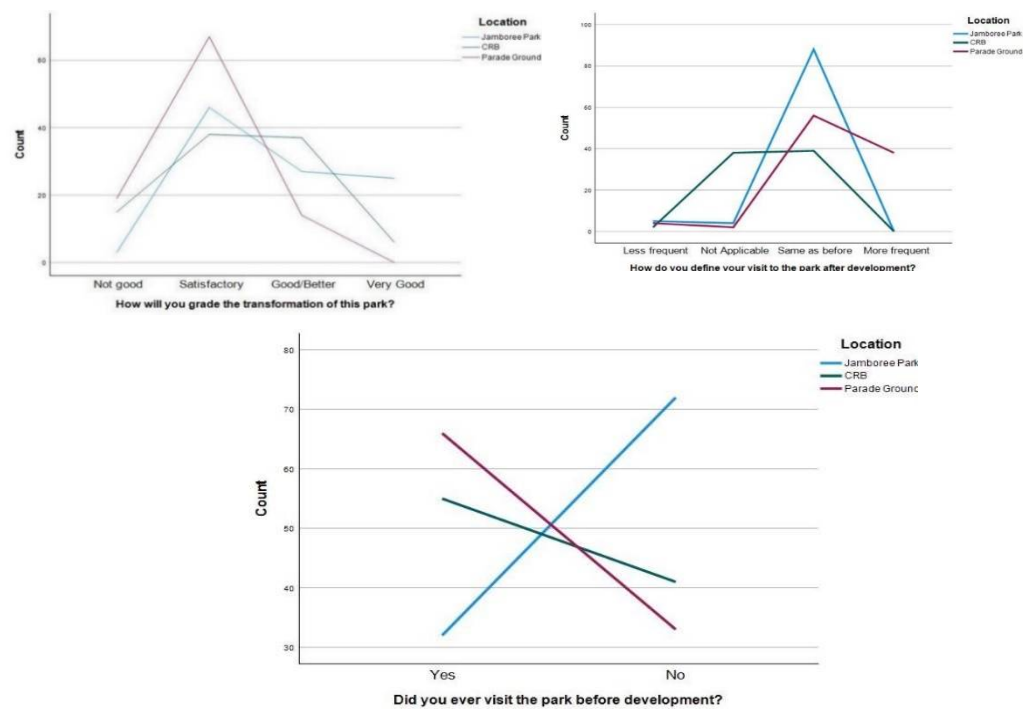 Location
Jamboree Park
CRB
Parade Ground
Count
60
40
20
0
Not good Satisfactory Good/Better Very Good
How will you grade the transformation of this park?
Location
Jamboree Park
CRB
Parade Ground
Count
100
80
60
40
20
0
Less frequent Not Applicable Same as before More frequent
How do you define your visit to the park after development?
Location
Jamboree Park
CRB
Parade Ground
Count
80
70
60
50
40
30
Yes No
Did you ever visit the park before development?